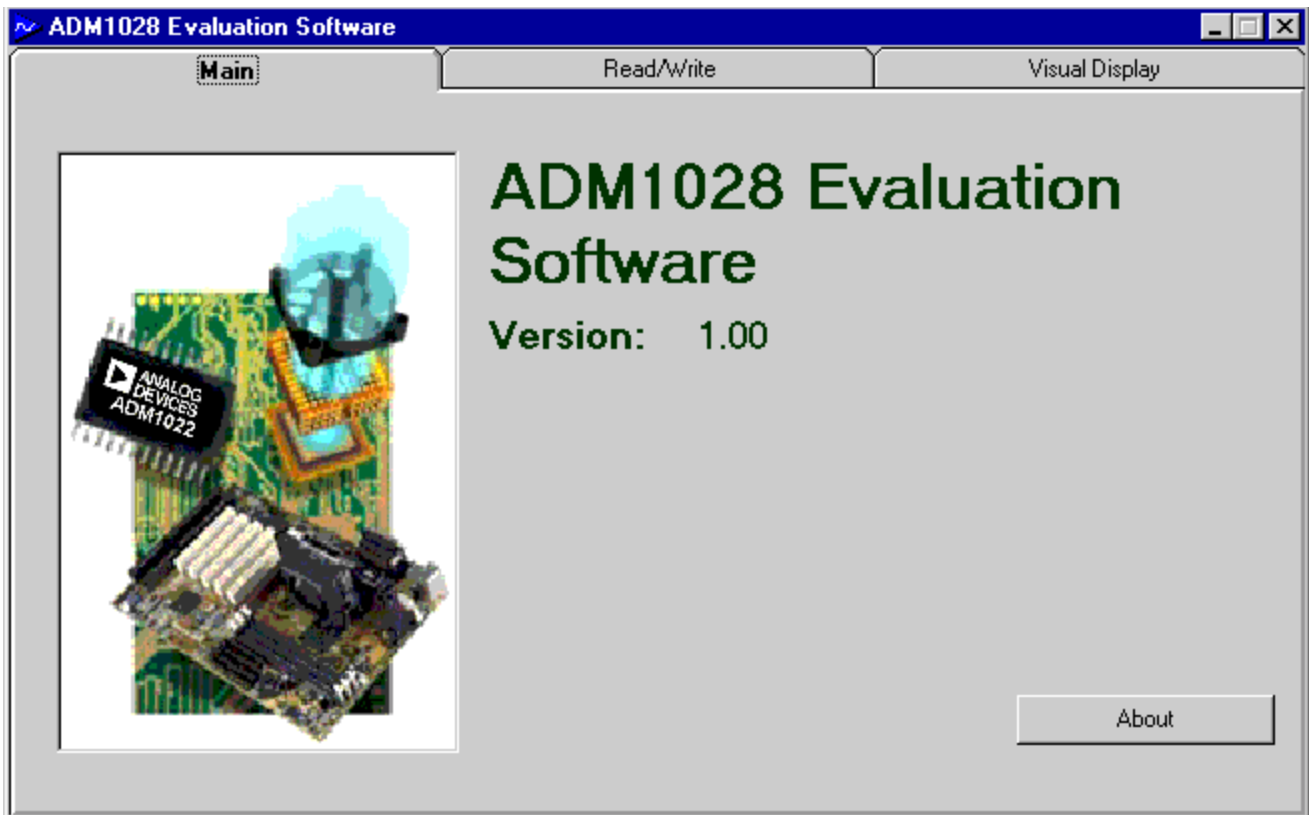 ADM1028 Evaluation Software
Main
Read/Write
Visual Display
ANALOG
DEVICES
ADM1022
ADM1028 Evaluation
Software
Version: 1.00
About